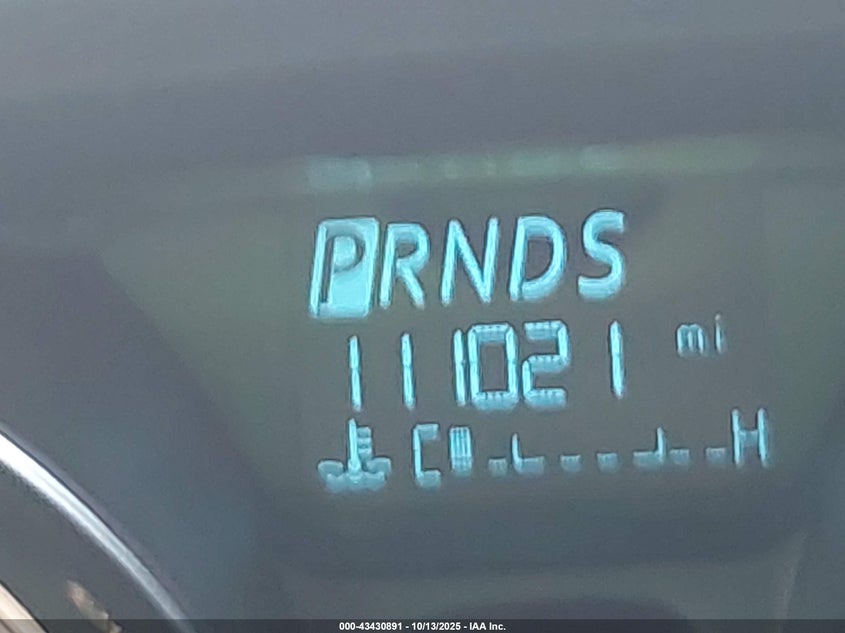 PRNDS
111021 mi
C H
000-43430891 - 10/13/2025 - IAA Inc.